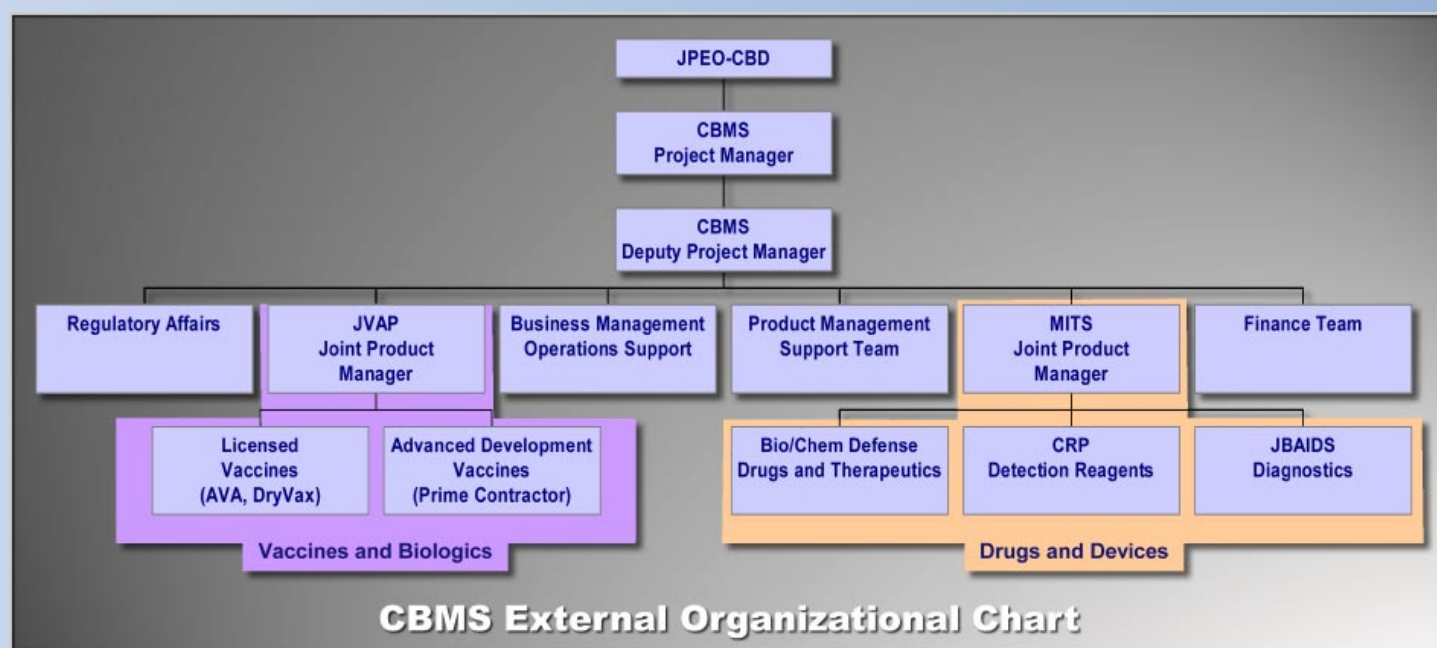 JPEO-CBD
CBMS
Project Manager
CBMS
Deputy Project Manager
Regulatory Affairs
JVAP
Joint Product
Manager
Business Management
Operations Support
Product Management
Support Team
MITS
Joint Product
Manager
Finance Team
Licensed
Vaccines
(AVA, DryVax)
Advanced Development
Vaccines
(Prime Contractor)
Bio/Chem Defense
Drugs and Therapeutics
CRP
Detection Reagents
JBAIDS
Diagnostics
Vaccines and Biologics
Drugs and Devices
CBMS External Organizational Chart